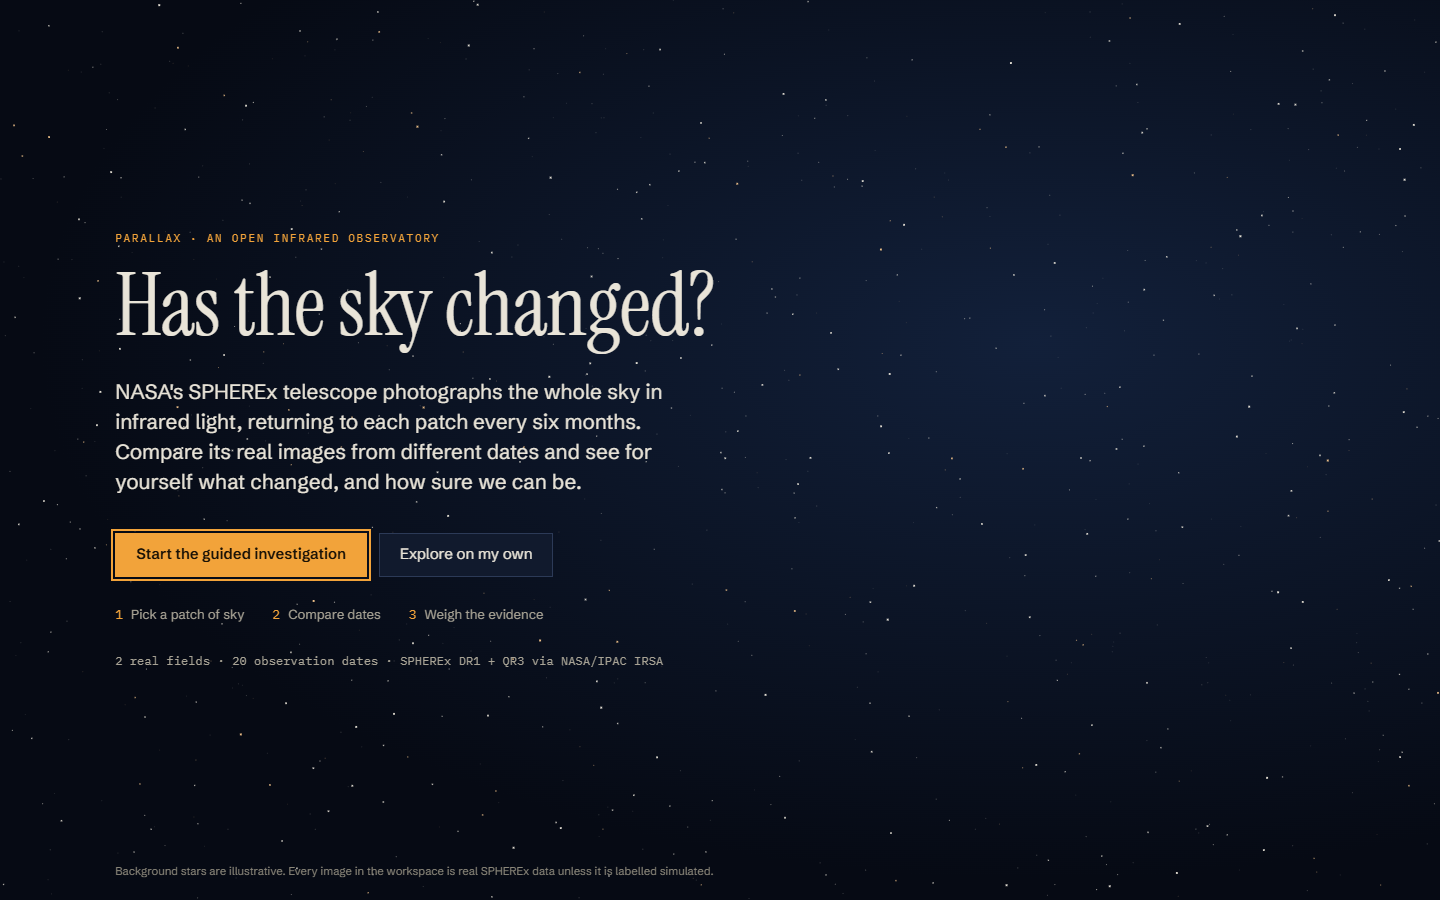 PARALLAX · AN OPEN INFRARED OBSERVATORY
Has the sky changed?
NASA's SPHEREx telescope photographs the whole sky in
infrared light, returning to each patch every six months.
Compare its real images from different dates and see for
yourself what changed, and how sure we can be.
Start the guided investigation
Explore on my own
1 Pick a patch of sky 2 Compare dates 3 Weigh the evidence
2 real fields · 20 observation dates · SPHEREx DR1 + QR3 via NASA/IPAC IRSA
Background stars are illustrative. Every image in the workspace is real SPHEREx data unless it is labelled simulated.